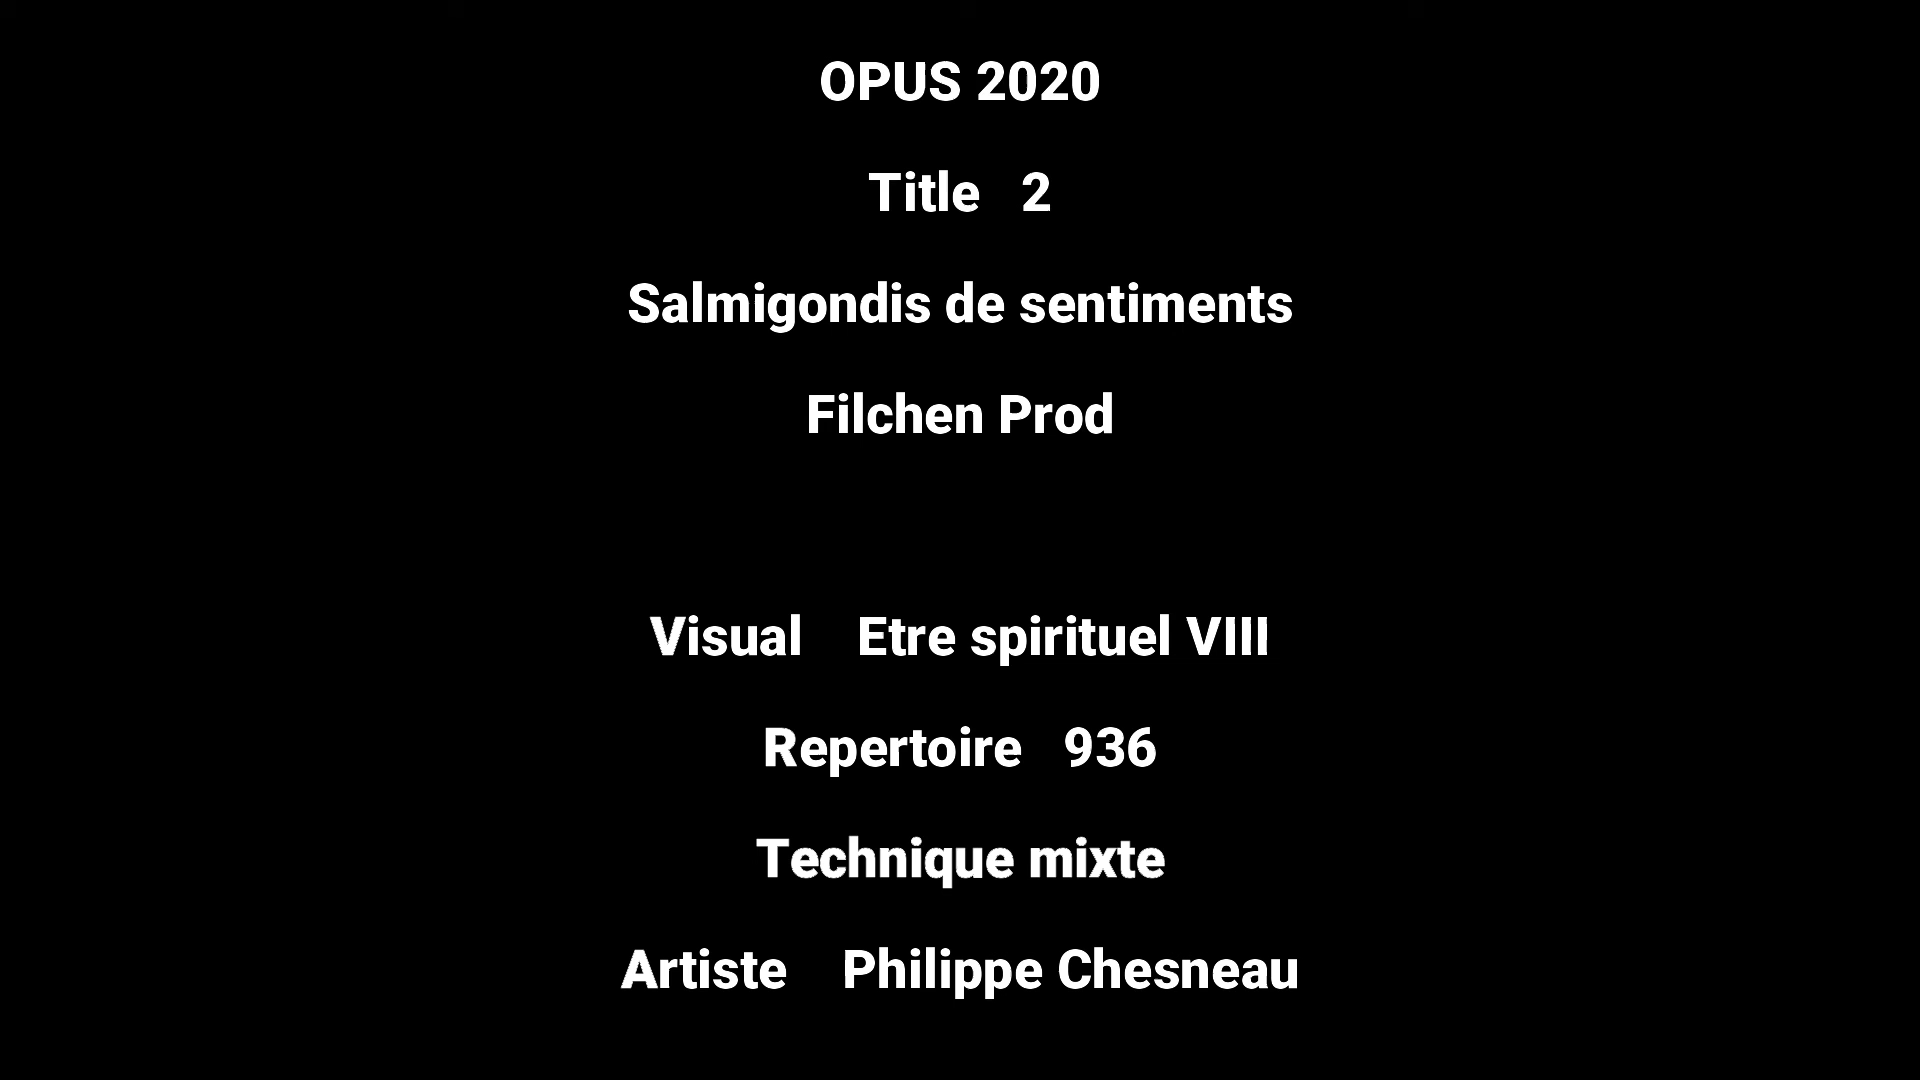 OPUS 2020
Title   2
Salmigondis de sentiments
Filchen Prod
Visual    Etre spirituel VIII
Repertoire   936
Technique mixte
Artiste    Philippe Chesneau